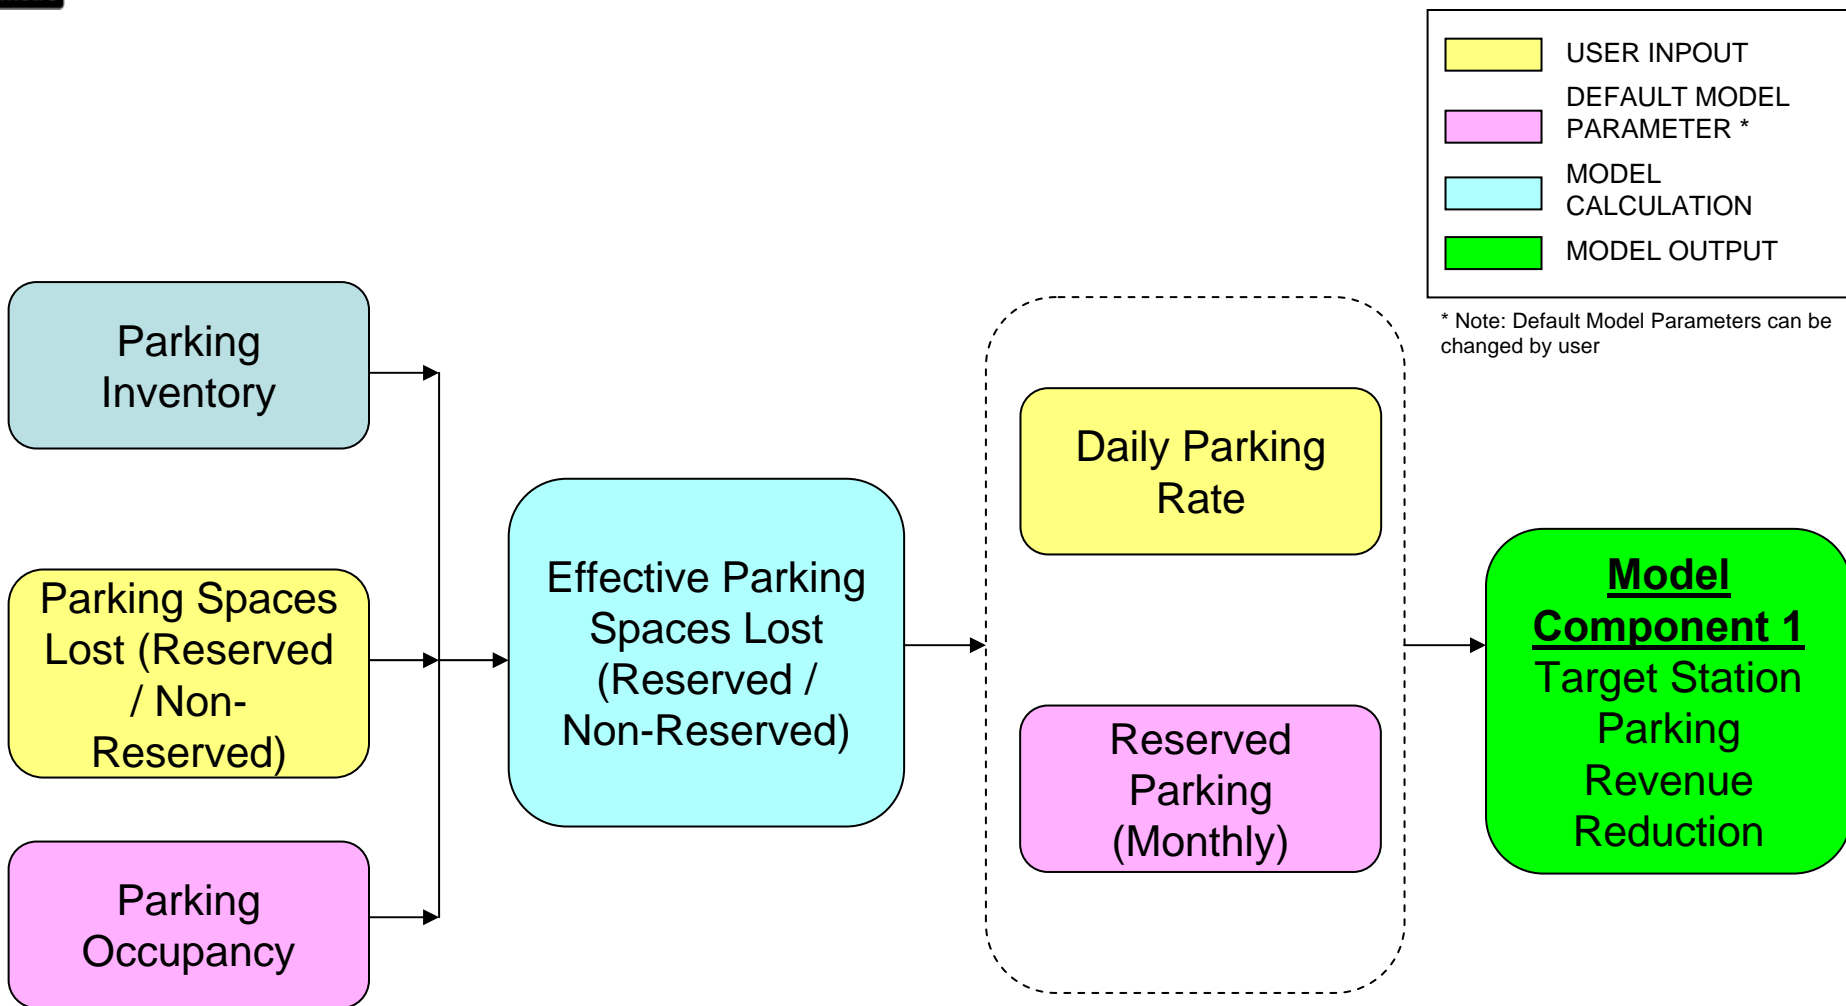 USER INPOUT
DEFAULT MODEL
PARAMETER *
MODEL
CALCULATION
MODEL OUTPUT
* Note: Default Model Parameters can be
changed by user
Parking
Inventory
Parking Spaces
Lost (Reserved
/ Non-
Reserved)
Parking
Occupancy
Effective Parking
Spaces Lost
(Reserved /
Non-Reserved)
Daily Parking
Rate
Reserved
Parking
(Monthly)
Model
Component 1
Target Station
Parking
Revenue
Reduction